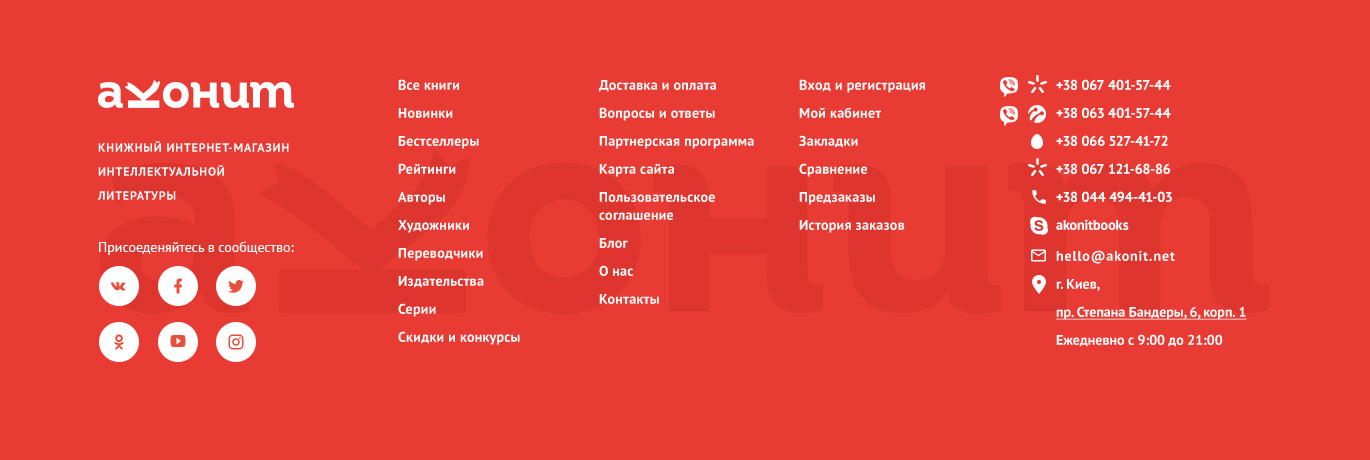 аконит
КНИЖНЫЙ ИНТЕРНЕТ-МАГАЗИН
ИНТЕЛЛЕКТУАЛЬНОЙ
ЛИТЕРАТУРЫ
Присоеденяйтесь в сообщество:
Все книги
Новинки
Бестселлеры
Рейтинги
Авторы
Художники
Переводчики
Издательства
Серии
Скидки и конкурсы
Доставка и оплата
Вопросы и ответы
Партнерская программа
Карта сайта
Пользовательское
соглашение
Блог
О нас
Контакты
Вход и регистрация
Мой кабинет
Закладки
Сравнение
Предзаказы
История заказов
+38 067 401-57-44
+38 063 401-57-44
+38 066 527-41-72
+38 067 121-68-86
+38 044 494-41-03
akonitbooks
hello@akonit.net
г. Киев,
пр. Степана Бандеры, 6, корп. 1
Ежедневно с 9:00 до 21:00
аконит